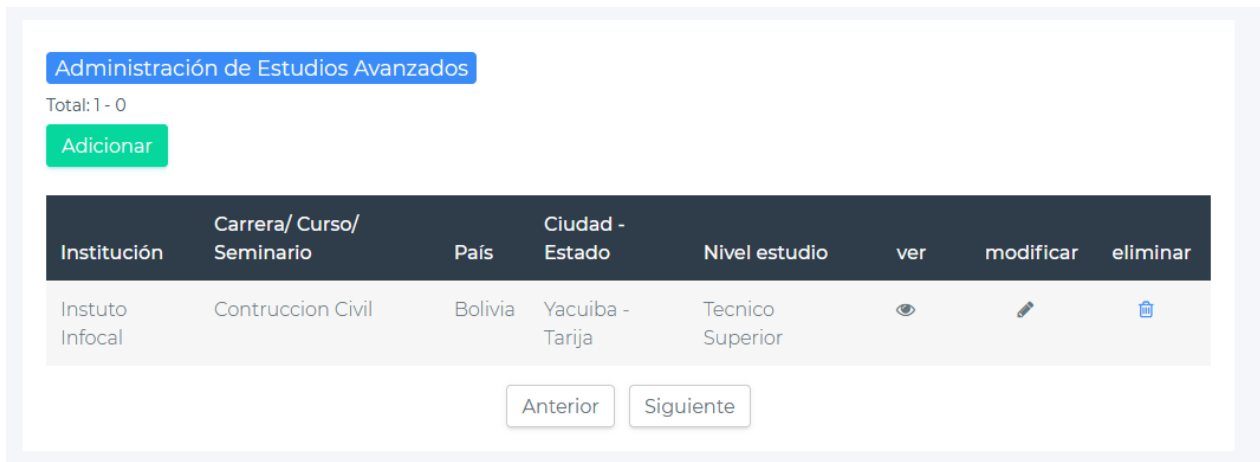 Administración de Estudios Avanzados
Total: 1 - 0
Adicionar
Institución Carrera/ Curso/ Seminario País Ciudad - Estado Nivel estudio ver modificar eliminar
Instuto Infocal Contruccion Civil Bolivia Yacuiba - Tarija Tecnico Superior
Anterior Siguiente